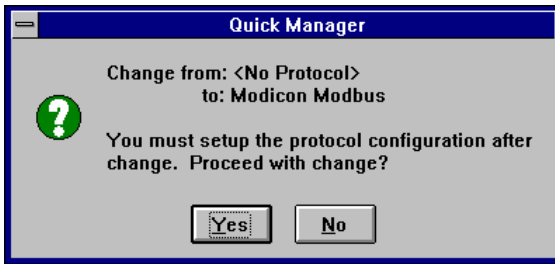 Quick Manager
Change from: <No Protocol>
to: Modicon Modbus
You must setup the protocol configuration after
change.  Proceed with change?
Yes
No